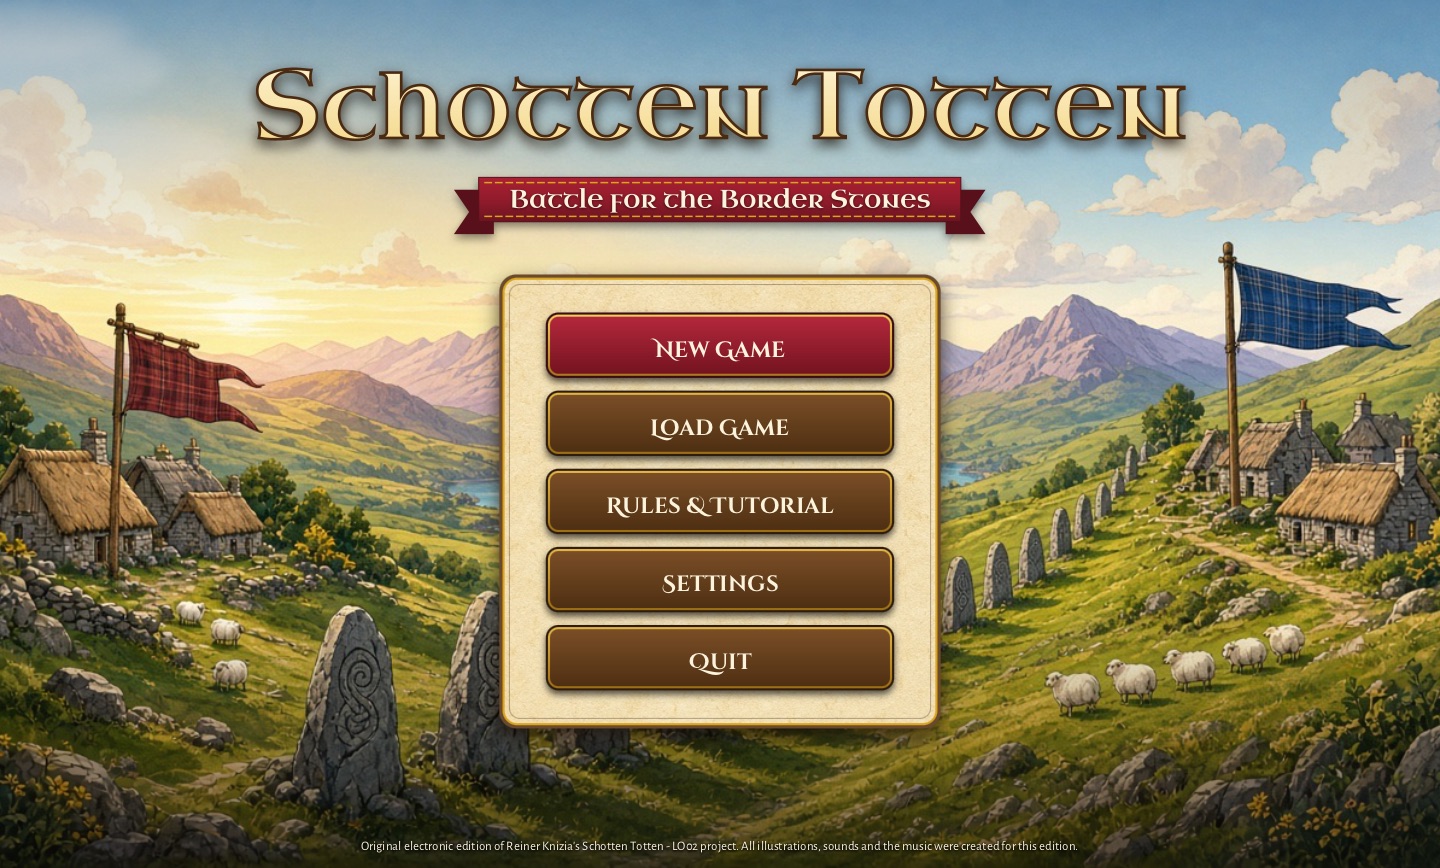 Schotten Totten
Battle for the Border Stones
New Game
Load Game
Rules & Tutorial
Settings
Quit
Original electronic edition of Reiner Knizia's Schotten Totten - LO02 project. All illustrations, sounds and the music were created for this edition.